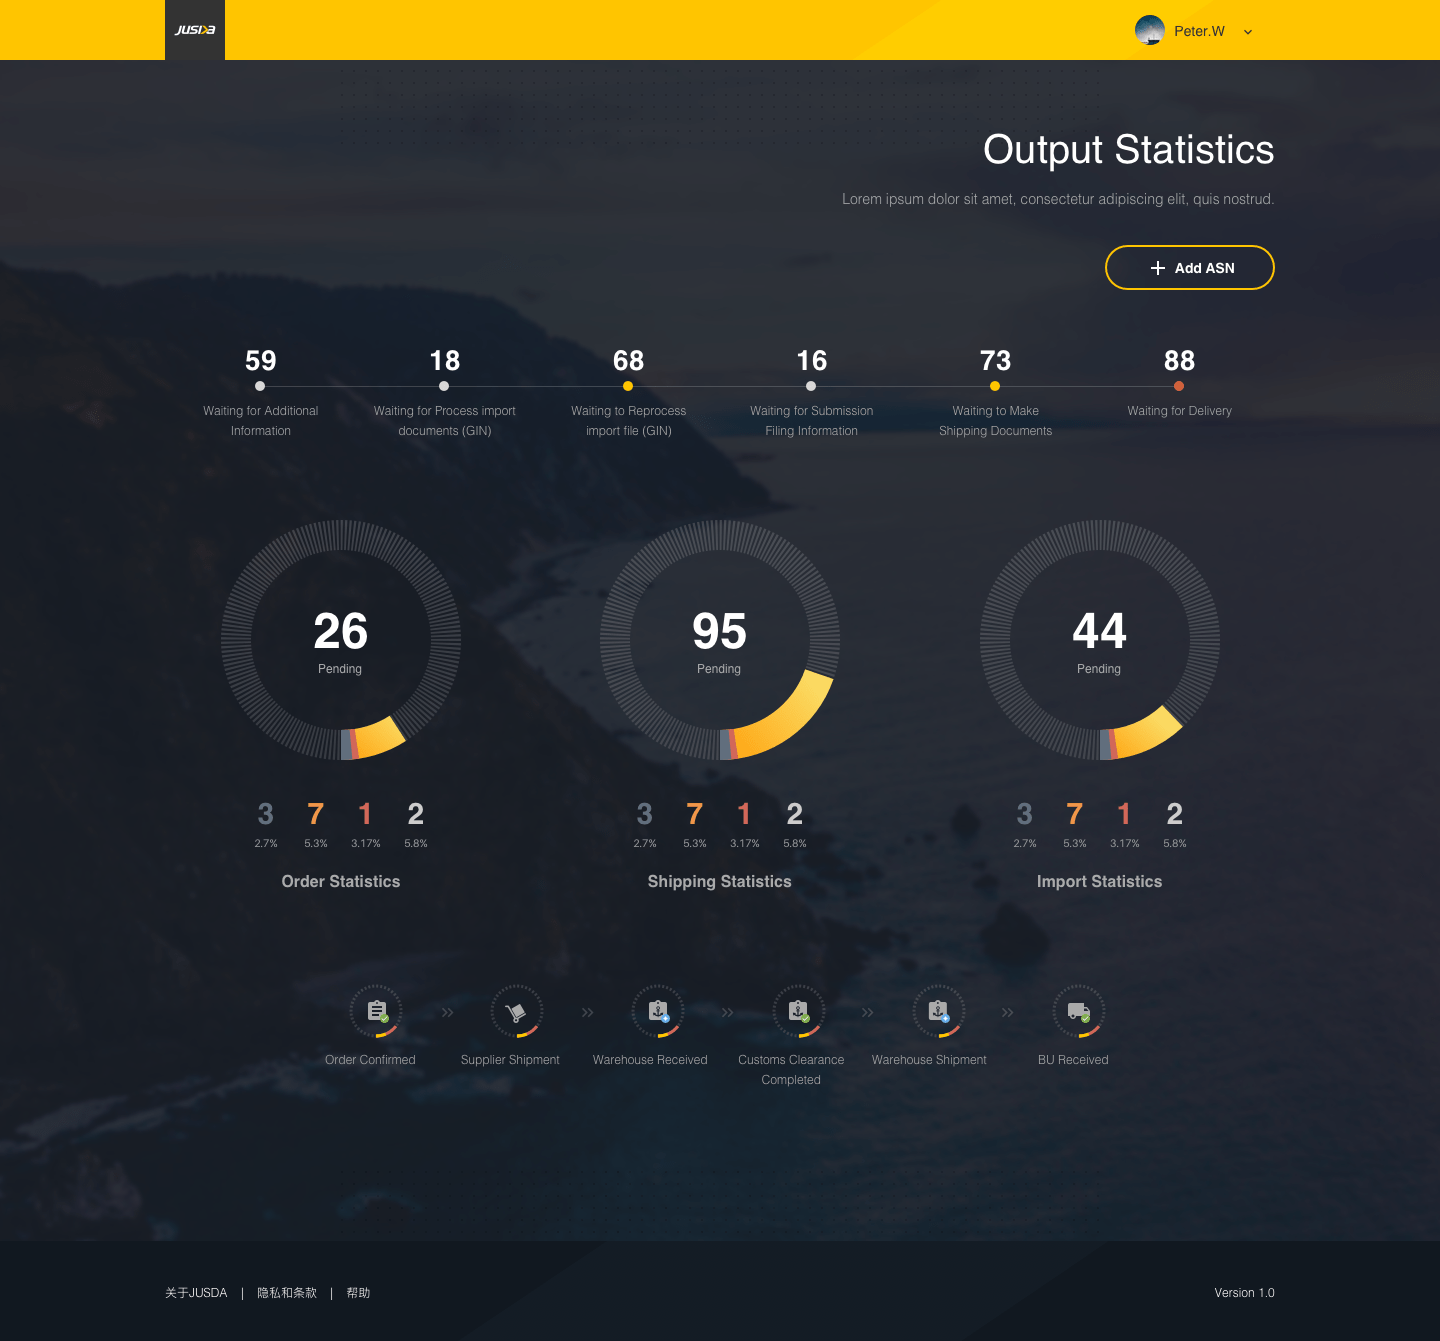 JUSDA
Peter.W
Output Statistics
Lorem ipsum dolor sit amet, consectetur adipiscing elit, quis nostrud.
Add ASN
59
18
68
16
73
88
Waiting for Additional
Information
Waiting for Process import
documents (GIN)
Waiting to Reprocess
import file (GIN)
Waiting for Submission
Filing Information
Waiting to Make
Shipping Documents
Waiting for Delivery
26
Pending
95
Pending
44
Pending
3 7 1 2
2.7% 5.3% 3.17% 5.8%
Order Statistics
3 7 1 2
2.7% 5.3% 3.17% 5.8%
Shipping Statistics
3 7 1 2
2.7% 5.3% 3.17% 5.8%
Import Statistics
Order Confirmed
Supplier Shipment
Warehouse Received
Customs Clearance
Completed
Warehouse Shipment
BU Received
关于JUSDA | 隐私和条款 | 帮助
Version 1.0